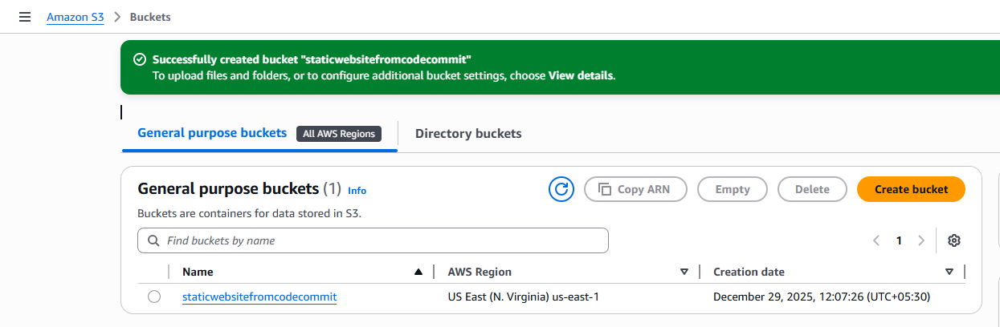 Amazon S3 > Buckets
Successfully created bucket "staticwebsitefromcodecommit"
To upload files and folders, or to configure additional bucket settings, choose View details.
General purpose buckets All AWS Regions Directory buckets
General purpose buckets (1) Info Copy ARN Empty Delete Create bucket
Buckets are containers for data stored in S3.
Find buckets by name 1
Name AWS Region Creation date
staticwebsitefromcodecommit US East (N. Virginia) us-east-1 December 29, 2025, 12:07:26 (UTC+05:30)